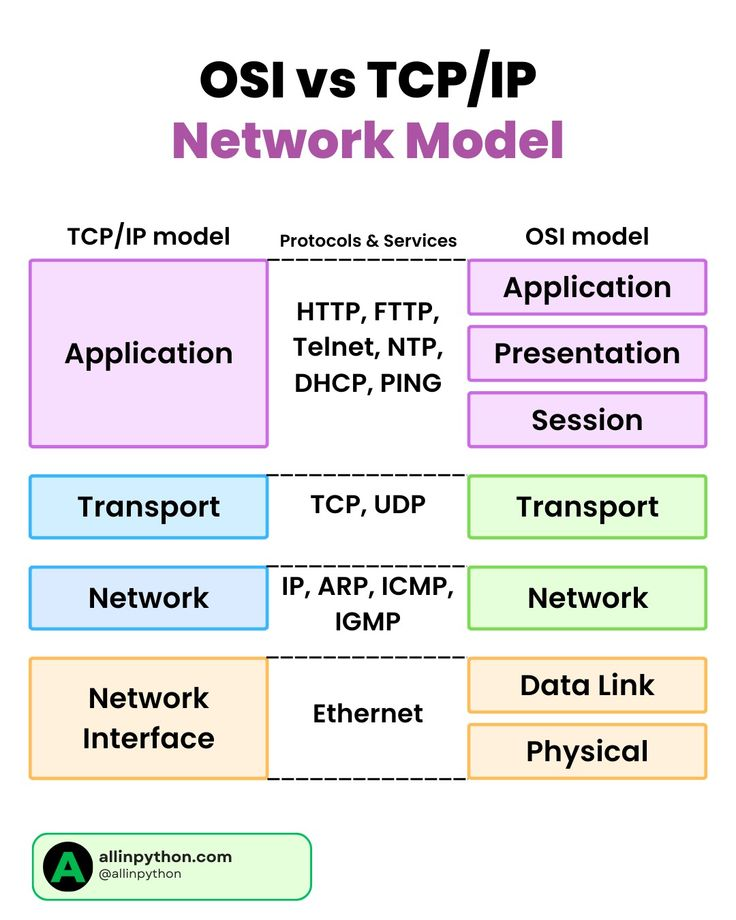 OSI vs TCP/IP
Network Model
TCP/IP model
Protocols & Services
OSI model
Application
HTTP, FTTP,
Telnet, NTP,
DHCP, PING
Application
Presentation
Session
Transport
TCP, UDP
Transport
Network
IP, ARP, ICMP,
IGMP
Network
Network
Interface
Ethernet
Data Link
Physical
A
allinpython.com
@allinpython